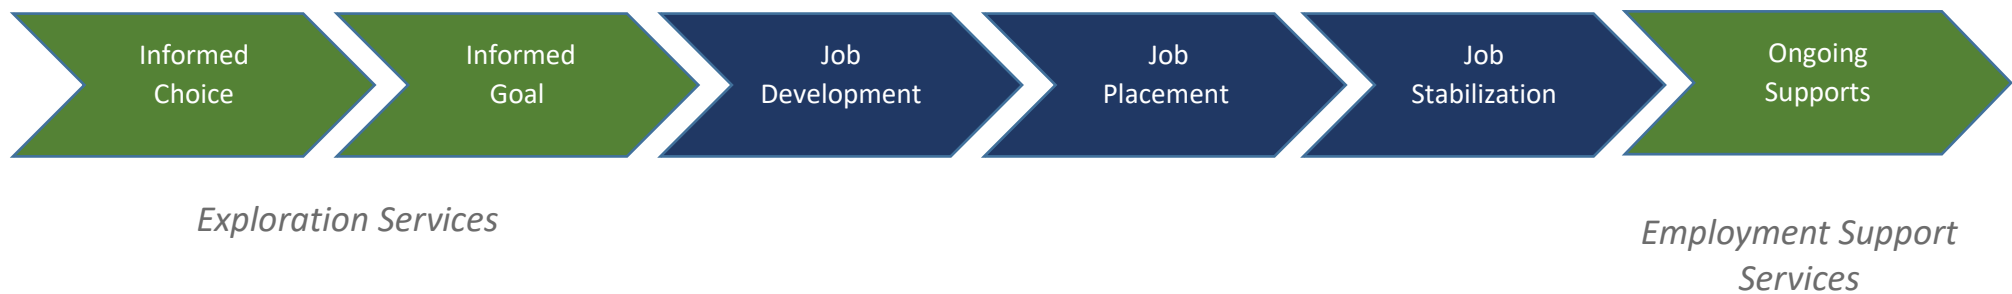 Informed
Choice
Informed
Goal
Job
Development
Job
Placement
Job
Stabilization
Ongoing
Supports
Exploration Services
Employment Support
Services